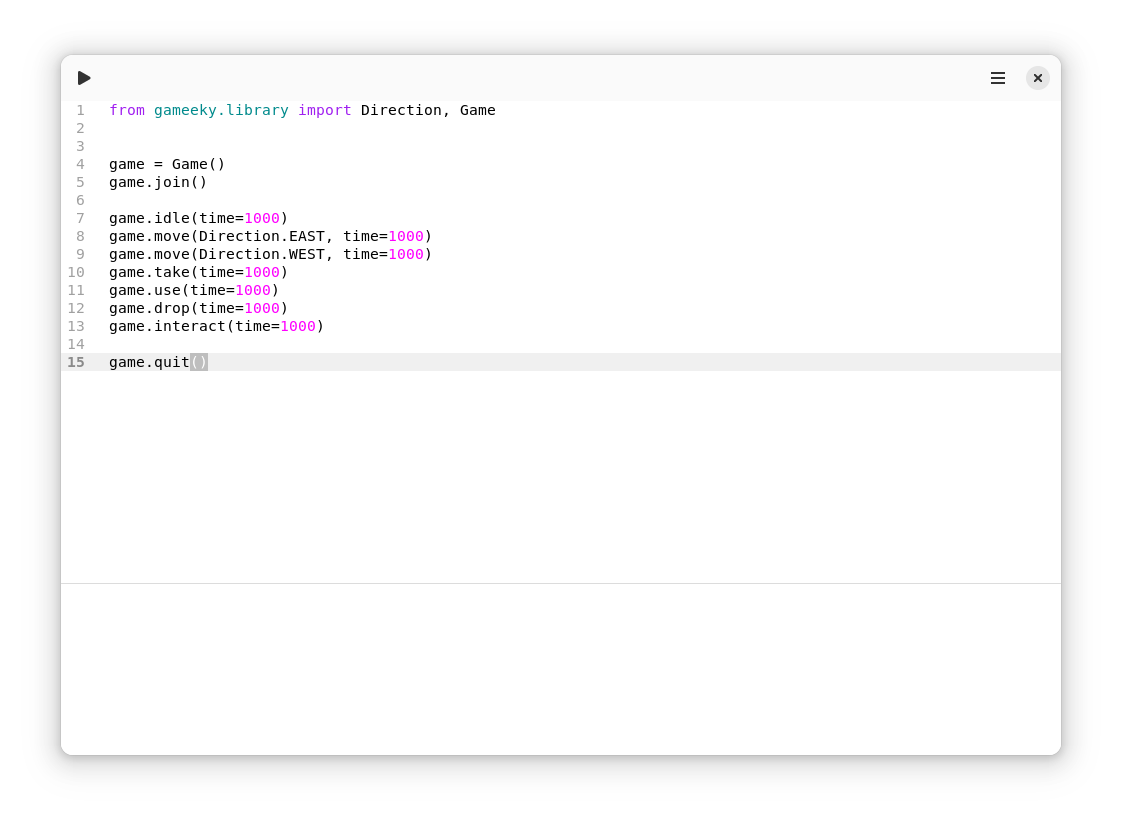 1 from gameeky.library import Direction, Game
2
3
4 game = Game()
5 game.join()
6
7 game.idle(time=1000)
8 game.move(Direction.EAST, time=1000)
9 game.move(Direction.WEST, time=1000)
10 game.take(time=1000)
11 game.use(time=1000)
12 game.drop(time=1000)
13 game.interact(time=1000)
14
15 game.quit()